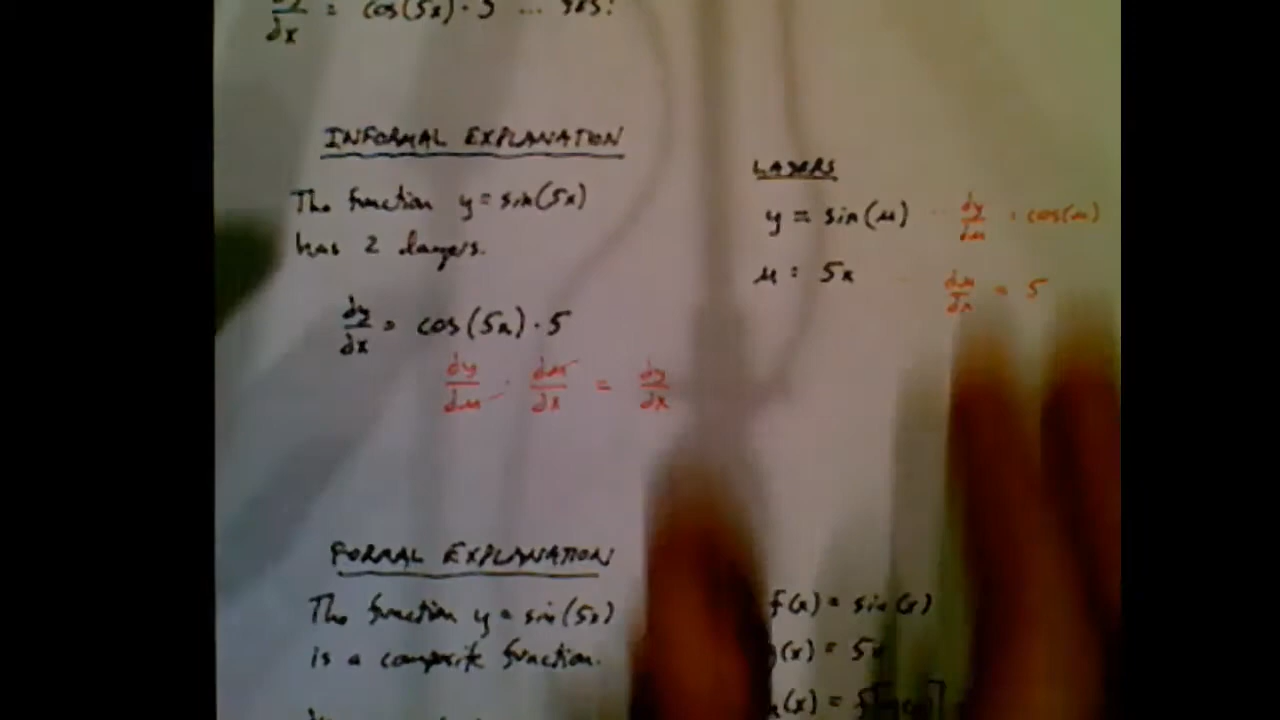 dy/dx = cos(5x) · 5 ... yes!
INFORMAL EXPLANATION
The function y = sin(5x)
has 2 layers.
dy/dx = cos(5x) · 5
dy/du · du/dx = dy/dx
LAYERS
y = sin(u) dy/du = cos(u)
u = 5x du/dx = 5
FORMAL EXPLANATION
The function y = sin(5x)
is a composite function.
f(x) = sin(x)
(x) = 5x
(x) = f[